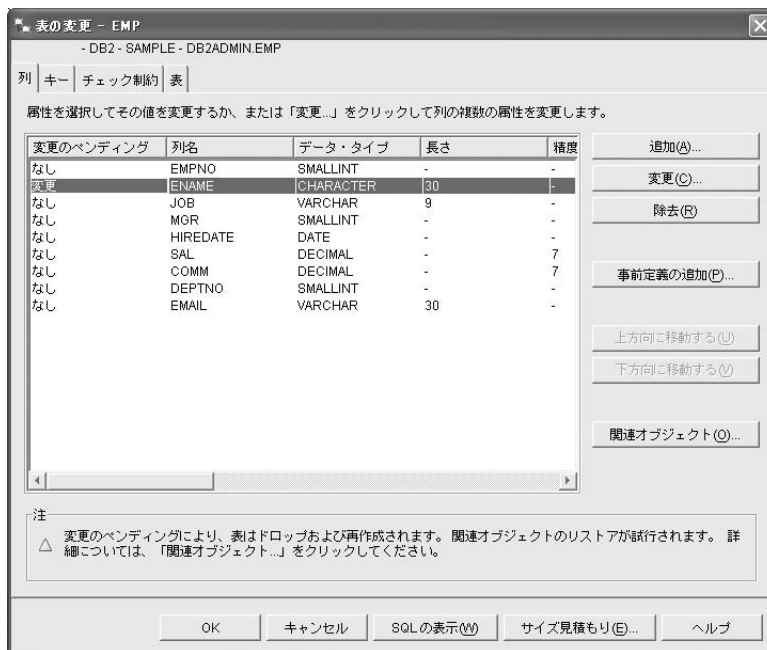 表の変更 - EMP
- DB2 - SAMPLE - DB2ADMIN.EMP
列 キー チェック制約 表
属性を選択してその値を変更するか、または「変更...」をクリックして列の複数の属性を変更します。
変更のペンディング 列名 データ・タイプ 長さ 精度
なし EMPNO SMALLINT - -
変更 ENAME CHARACTER 30 -
なし JOB VARCHAR 9 -
なし MGR SMALLINT - -
なし HIREDATE DATE - -
なし SAL DECIMAL - 7
なし COMM DECIMAL - 7
なし DEPTNO SMALLINT - -
なし EMAIL VARCHAR 30 -
追加(A)...
変更(C)...
除去(R)
事前定義の追加(P)...
上方向に移動する(U)
下方向に移動する(V)
関連オブジェクト(O)...
注
変更のペンディングにより、表はドロップおよび再作成されます。 関連オブジェクトのリストアが試行されます。 詳
細については、「関連オブジェクト...」をクリックしてください。
OK キャンセル SQLの表示(W) サイズ見積もり(E)... ヘルプ